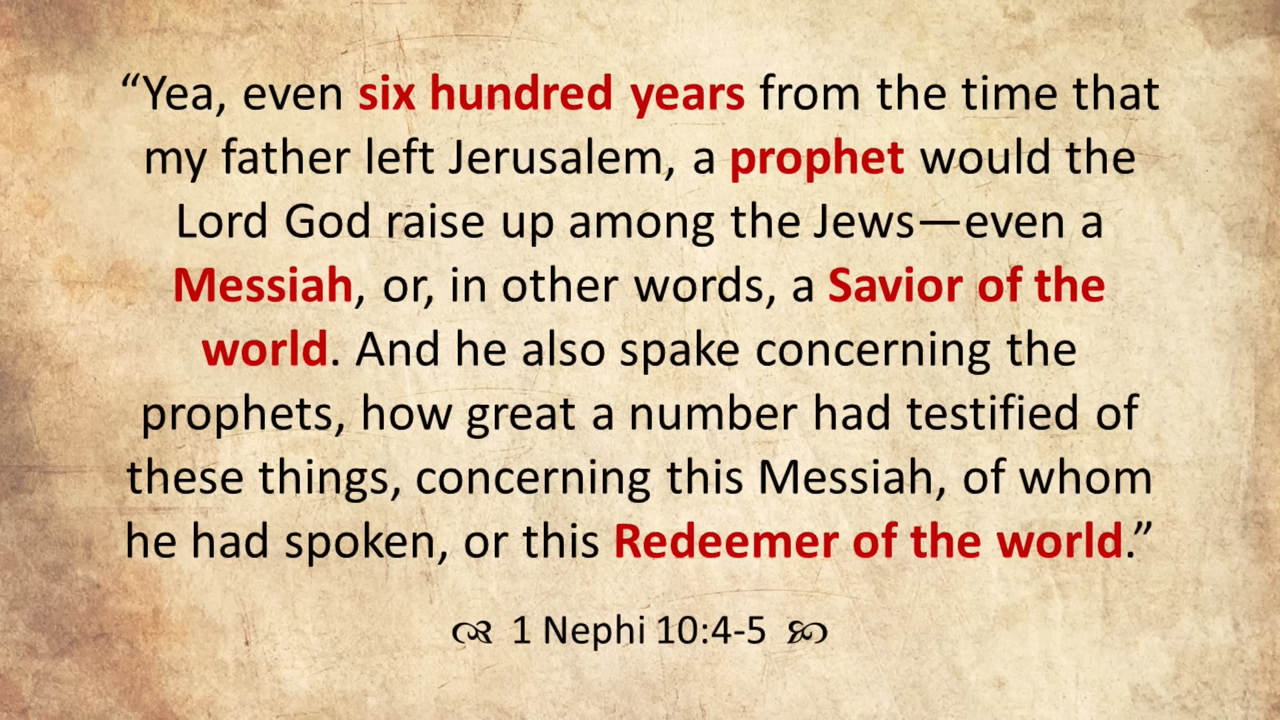 “Yea, even six hundred years from the time that
my father left Jerusalem, a prophet would the
Lord God raise up among the Jews—even a
Messiah, or, in other words, a Savior of the
world. And he also spake concerning the
prophets, how great a number had testified of
these things, concerning this Messiah, of whom
he had spoken, or this Redeemer of the world.”
1 Nephi 10:4-5